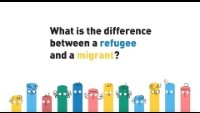 What is the difference
between a refugee
and a migrant?